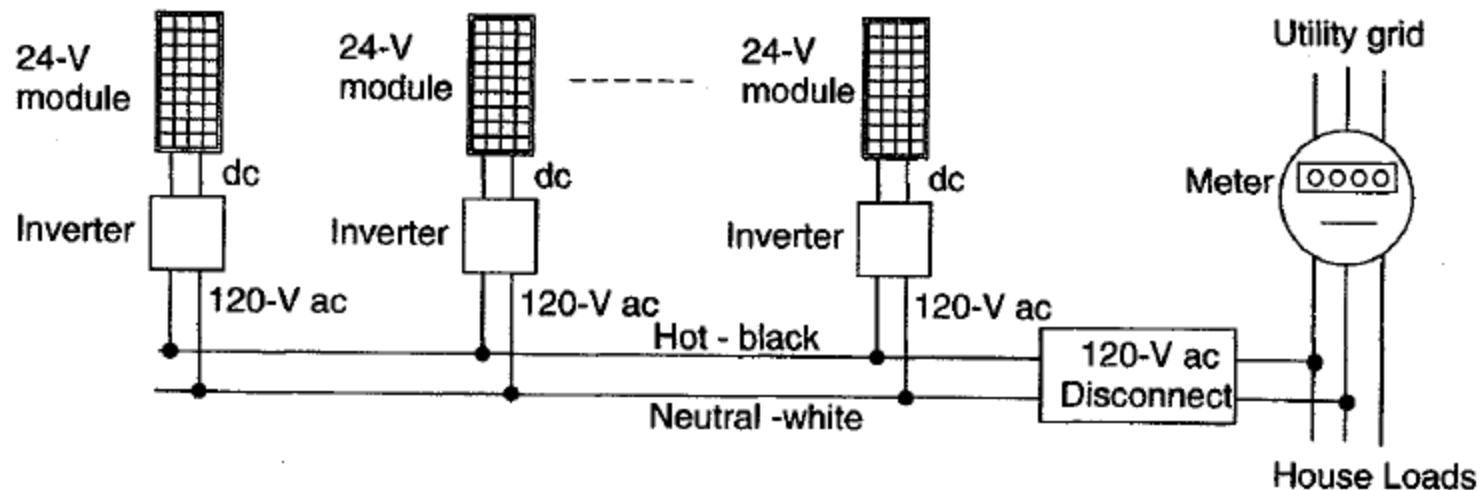 24-V
module
24-V
module
24-V
module
Utility grid
dc
dc
dc
Meter
0000
Inverter
Inverter
Inverter
120-V ac
120-V ac
120-V ac
Hot - black
120-V ac
Disconnect
Neutral -white
House Loads